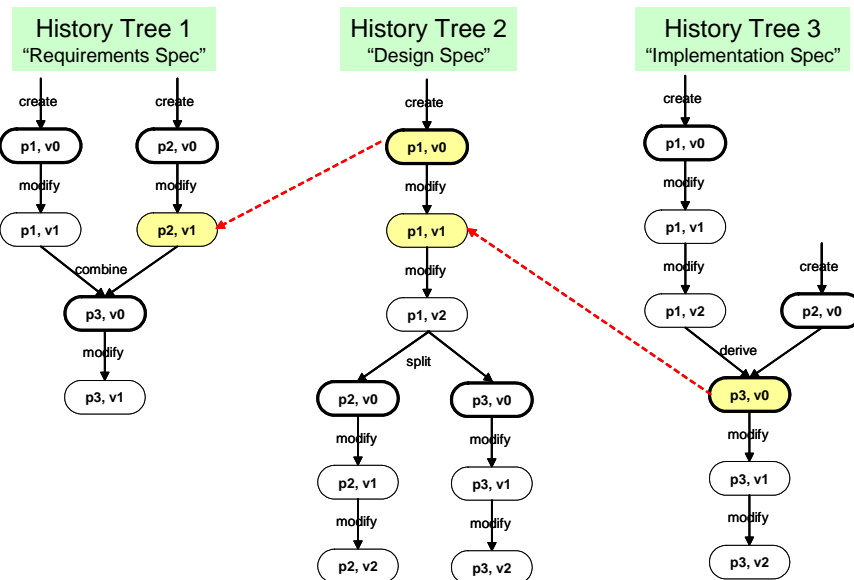 History Tree 1
"Requirements Spec"
create
create
p1, v0
p2, v0
modify
modify
p1, v1
p2, v1
combine
p3, v0
modify
p3, v1
History Tree 2
"Design Spec"
create
p1, v0
modify
p1, v1
modify
p1, v2
split
p2, v0
p3, v0
modify
modify
p2, v1
p3, v1
modify
modify
p2, v2
p3, v2
History Tree 3
"Implementation Spec"
create
p1, v0
modify
p1, v1
modify
create
p1, v2
p2, v0
derive
p3, v0
modify
p3, v1
modify
p3, v2